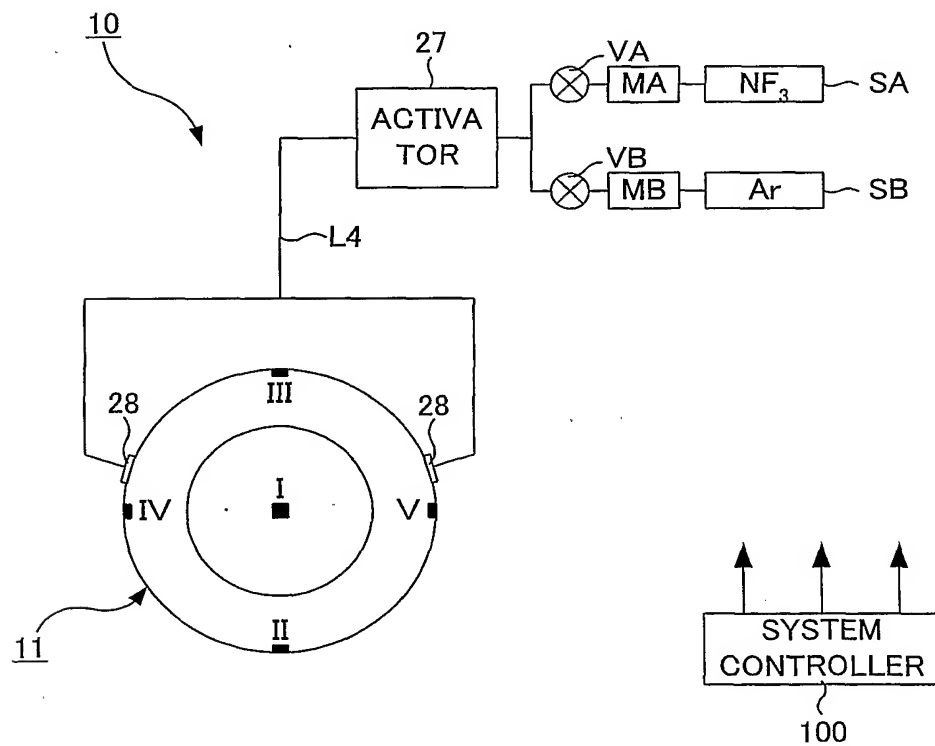 10
27
VA
ACTIVA
TOR
MA
NF3
SA
VB
MB
Ar
SB
L4
III
28
28
I
IV
V
II
11
SYSTEM
CONTROLLER
100